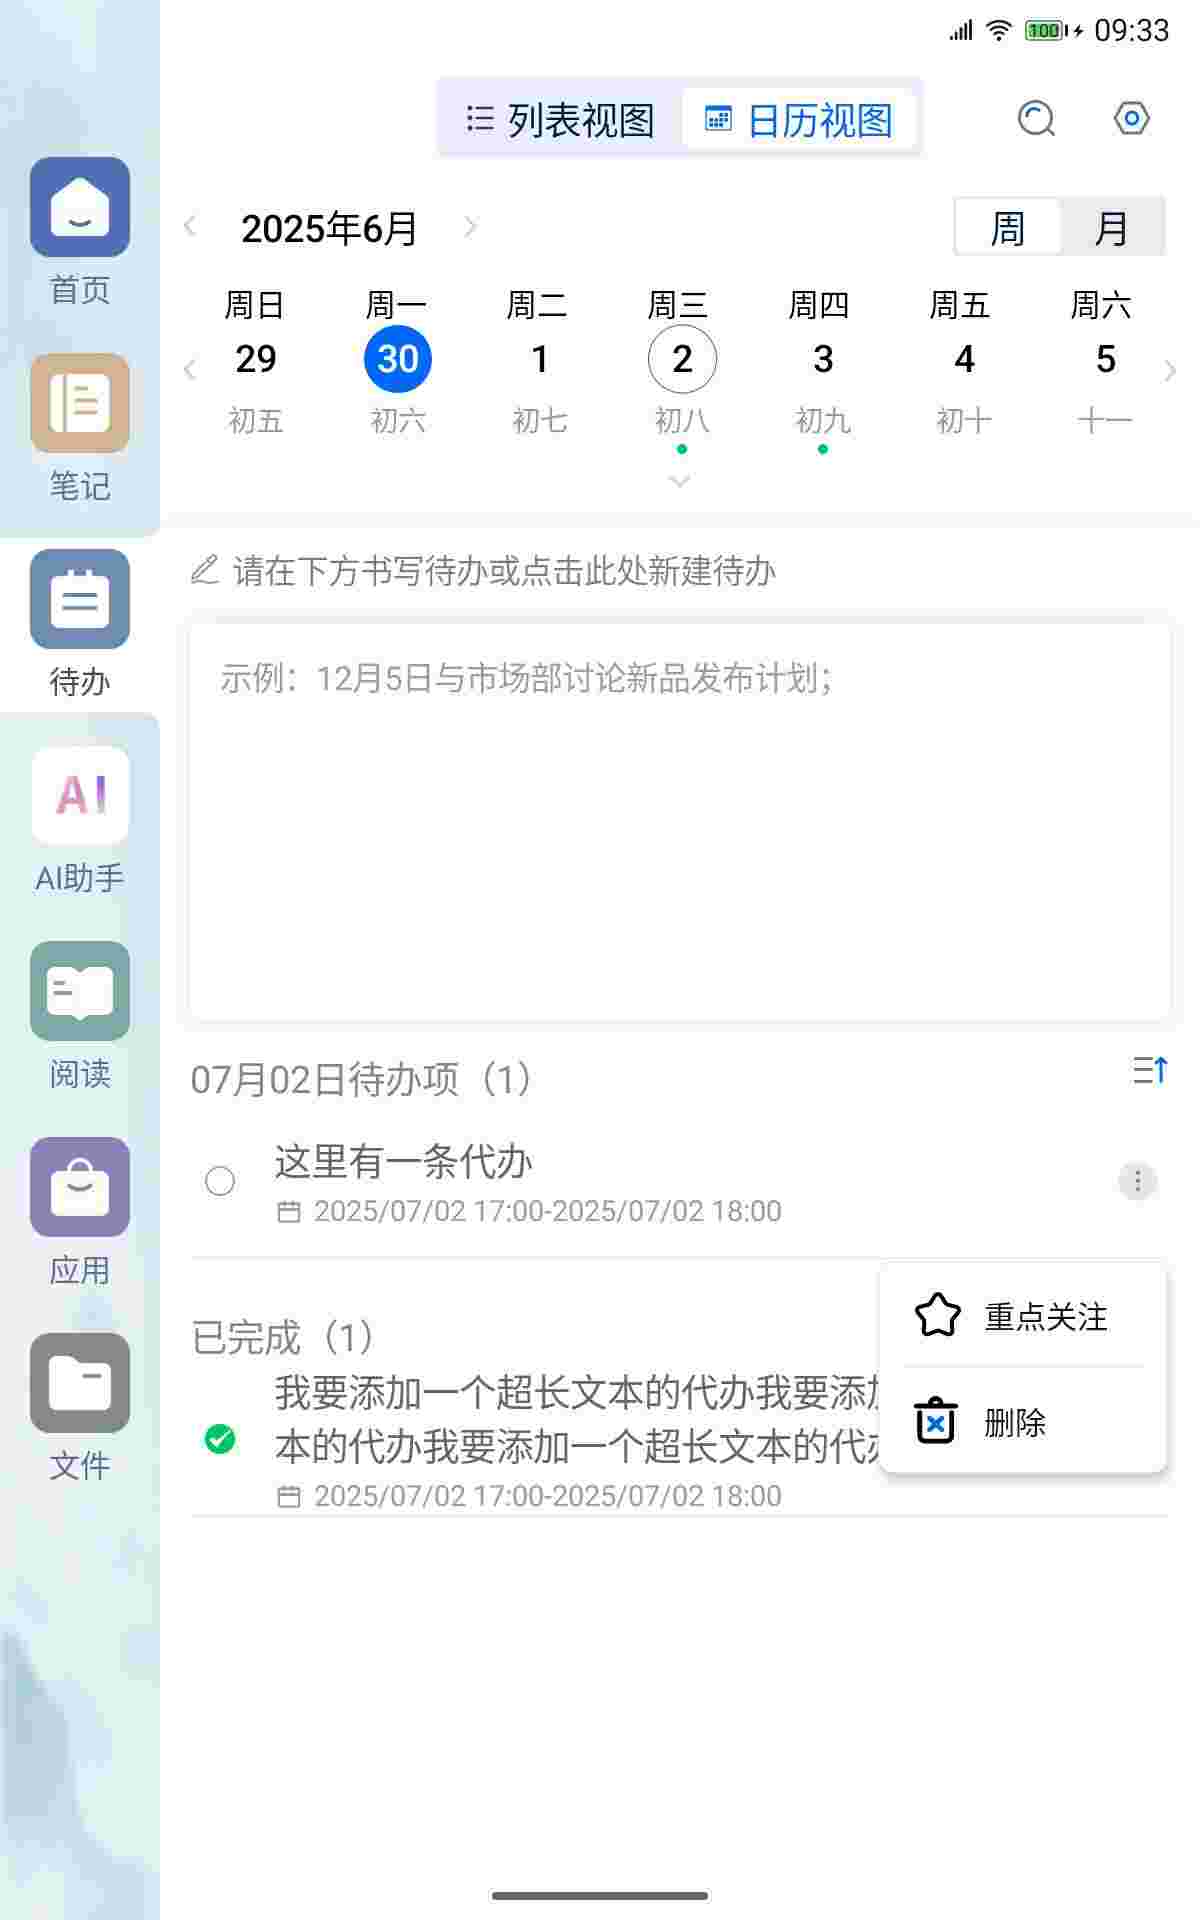 100 09:33
列表视图 日历视图
2025年6月 周 月
周日 周一 周二 周三 周四 周五 周六
29 30 1 2 3 4 5
初五 初六 初七 初八 初九 初十 十一
首页
笔记
待办
AI
AI助手
阅读
应用
文件
请在下方书写待办或点击此处新建待办
示例：12月5日与市场部讨论新品发布计划；
07月02日待办项（1）
这里有一条代办
2025/07/02 17:00-2025/07/02 18:00
重点关注
删除
已完成（1）
我要添加一个超长文本的代办我要添
本的代办我要添加一个超长文本的代
2025/07/02 17:00-2025/07/02 18:00